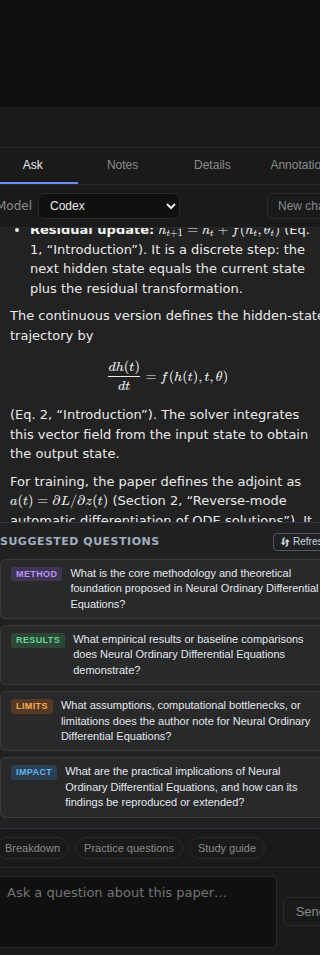 Ask Notes Details Annotatio
Model Codex New cha
• Residual update: h_{t+1} = h_t + f(h_t, θ_t) (Eq.
1, “Introduction”). It is a discrete step: the
next hidden state equals the current state
plus the residual transformation.
The continuous version defines the hidden-state
trajectory by
dh(t)/dt = f(h(t), t, θ)
(Eq. 2, “Introduction”). The solver integrates
this vector field from the input state to obtain
the output state.
For training, the paper defines the adjoint as
a(t) = ∂L/∂z(t) (Section 2, “Reverse-mode
automatic differentiation of ODE solutions”). It
SUGGESTED QUESTIONS Refres
METHOD What is the core methodology and theoretical
foundation proposed in Neural Ordinary Differential
Equations?
RESULTS What empirical results or baseline comparisons
does Neural Ordinary Differential Equations
demonstrate?
LIMITS What assumptions, computational bottlenecks, or
limitations does the author note for Neural Ordinary
Differential Equations?
IMPACT What are the practical implications of Neural
Ordinary Differential Equations, and how can its
findings be reproduced or extended?
Breakdown Practice questions Study guide
Ask a question about this paper...
Send